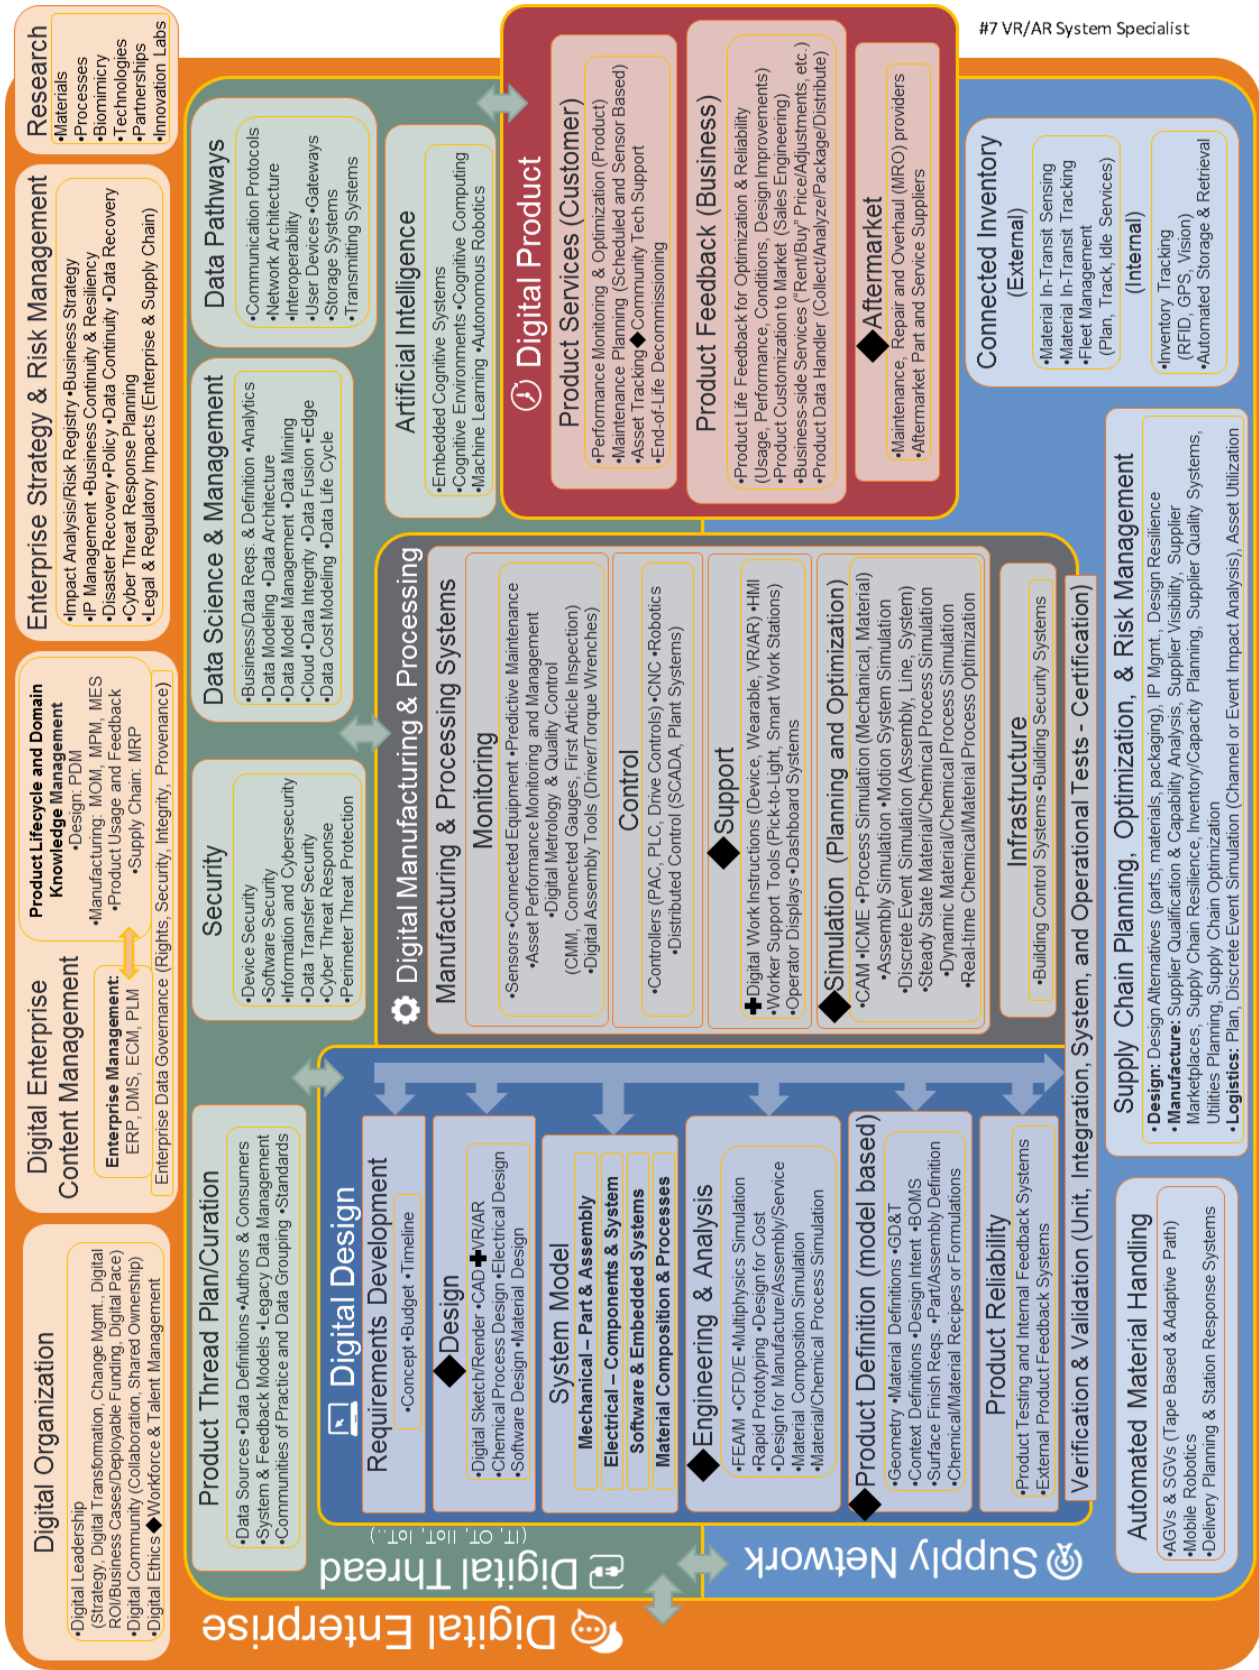 #7 VR/AR System Specialist
Digital Enterprise
Digital Organization
•Digital Leadership
(Strategy, Digital Transformation, Change Mgmt., Digital
ROI/Business Cases/Deployable Funding, Digital Pace)
•Digital Community (Collaboration, Shared Ownership)
•Digital Ethics ◆Workforce & Talent Management
Digital Enterprise
Content Management
Enterprise Management:
ERP, DMS, ECM, PLM
Product Lifecycle and Domain
Knowledge Management
•Design: PDM
•Manufacturing: MOM, MPM, MES
•Product Usage and Feedback
•Supply Chain: MRP
Enterprise Data Governance (Rights, Security, Integrity, Provenance)
Enterprise Strategy & Risk Management
•Impact Analysis/Risk Registry •Business Strategy
•IP Management •Business Continuity & Resiliency
•Disaster Recovery •Policy •Data Continuity •Data Recovery
•Cyber Threat Response Planning
•Legal & Regulatory Impacts (Enterprise & Supply Chain)
Research
•Materials
•Processes
•Biomimicry
•Technologies
•Partnerships
•Innovation Labs
Digital Thread
(IT, OT, IIoT, IoT..)
Product Thread Plan/Curation
•Data Sources •Data Definitions •Authors & Consumers
•System & Feedback Models •Legacy Data Management
•Communities of Practice and Data Grouping •Standards
Security
•Device Security
•Software Security
•Information and Cybersecurity
•Data Transfer Security
•Cyber Threat Response
•Perimeter Threat Protection
Data Science & Management
•Business/Data Reqs. & Definition •Analytics
•Data Modeling •Data Architecture
•Data Model Management •Data Mining
•Cloud •Data Integrity •Data Fusion •Edge
•Data Cost Modeling •Data Life Cycle
Data Pathways
•Communication Protocols
•Network Architecture
•Interoperability
•User Devices •Gateways
•Storage Systems
•Transmitting Systems
Artificial Intelligence
•Embedded Cognitive Systems
•Cognitive Environments •Cognitive Computing
•Machine Learning •Autonomous Robotics
Digital Design
Requirements Development
•Concept •Budget •Timeline
◆Design
•Digital Sketch/Render •CAD ✚VR/AR
•Chemical Process Design •Electrical Design
•Software Design •Material Design
System Model
Mechanical – Part & Assembly
Electrical – Components & System
Software & Embedded Systems
Material Composition & Processes
◆Engineering & Analysis
•FEA/M •CFD/E •Multiphysics Simulation
•Rapid Prototyping •Design for Cost
•Design for Manufacture/Assembly/Service
•Material Composition Simulation
•Material/Chemical Process Simulation
◆Product Definition (model based)
•Geometry •Material Definitions •GD&T
•Context Definitions •Design Intent •BOMS
•Surface Finish Reqs. •Part/Assembly Definition
•Chemical/Material Recipes or Formulations
Product Reliability
•Product Testing and Internal Feedback Systems
•External Product Feedback Systems
Digital Manufacturing & Processing
Manufacturing & Processing Systems
Monitoring
•Sensors •Connected Equipment •Predictive Maintenance
•Asset Performance Monitoring and Management
•Digital Metrology & Quality Control
(CMM, Connected Gauges, First Article Inspection)
•Digital Assembly Tools (Driver/Torque Wrenches)
Control
•Controllers (PAC, PLC, Drive Controls) •CNC •Robotics
•Distributed Control (SCADA, Plant Systems)
◆Support
✚Digital Work Instructions (Device, Wearable, VR/AR) •HMI
•Worker Support Tools (Pick-to-Light, Smart Work Stations)
•Operator Displays •Dashboard Systems
◆Simulation (Planning and Optimization)
•CAM •ICME •Process Simulation (Mechanical, Material)
•Assembly Simulation •Motion System Simulation
•Discrete Event Simulation (Assembly, Line, System)
•Steady State Material/Chemical Process Simulation
•Dynamic Material/Chemical Process Simulation
•Real-time Chemical/Material Process Optimization
Infrastructure
•Building Control Systems •Building Security Systems
Verification & Validation (Unit, Integration, System, and Operational Tests - Certification)
Digital Product
Product Services (Customer)
•Performance Monitoring & Optimization (Product)
•Maintenance Planning (Scheduled and Sensor Based)
•Asset Tracking ◆Community Tech Support
•End-of-Life Decommissioning
Product Feedback (Business)
•Product Life Feedback for Optimization & Reliability
(Usage, Performance, Conditions, Design Improvements)
•Product Customization to Market (Sales Engineering)
•Business-side Services ("Rent/Buy" Price/Adjustments, etc.)
•Product Data Handler (Collect/Analyze/Package/Distribute)
◆Aftermarket
•Maintenance, Repair and Overhaul (MRO) providers
•Aftermarket Part and Service Suppliers
Supply Network
Automated Material Handling
•AGVs & SGVs (Tape Based & Adaptive Path)
•Mobile Robotics
•Delivery Planning & Station Response Systems
Supply Chain Planning, Optimization, & Risk Management
•Design: Design Alternatives (parts, materials, packaging), IP Mgmt., Design Resilience
•Manufacture: Supplier Qualification & Capability Analysis, Supplier Visibility, Supplier
Marketplaces, Supply Chain Resilience, Inventory/Capacity Planning, Supplier Quality Systems,
Utilities Planning, Supply Chain Optimization
•Logistics: Plan, Discrete Event Simulation (Channel or Event Impact Analysis), Asset Utilization
Connected Inventory
(External)
•Material In-Transit Sensing
•Material In-Transit Tracking
•Fleet Management
(Plan, Track, Idle Services)
(Internal)
•Inventory Tracking
(RFID, GPS, Vision)
•Automated Storage & Retrieval